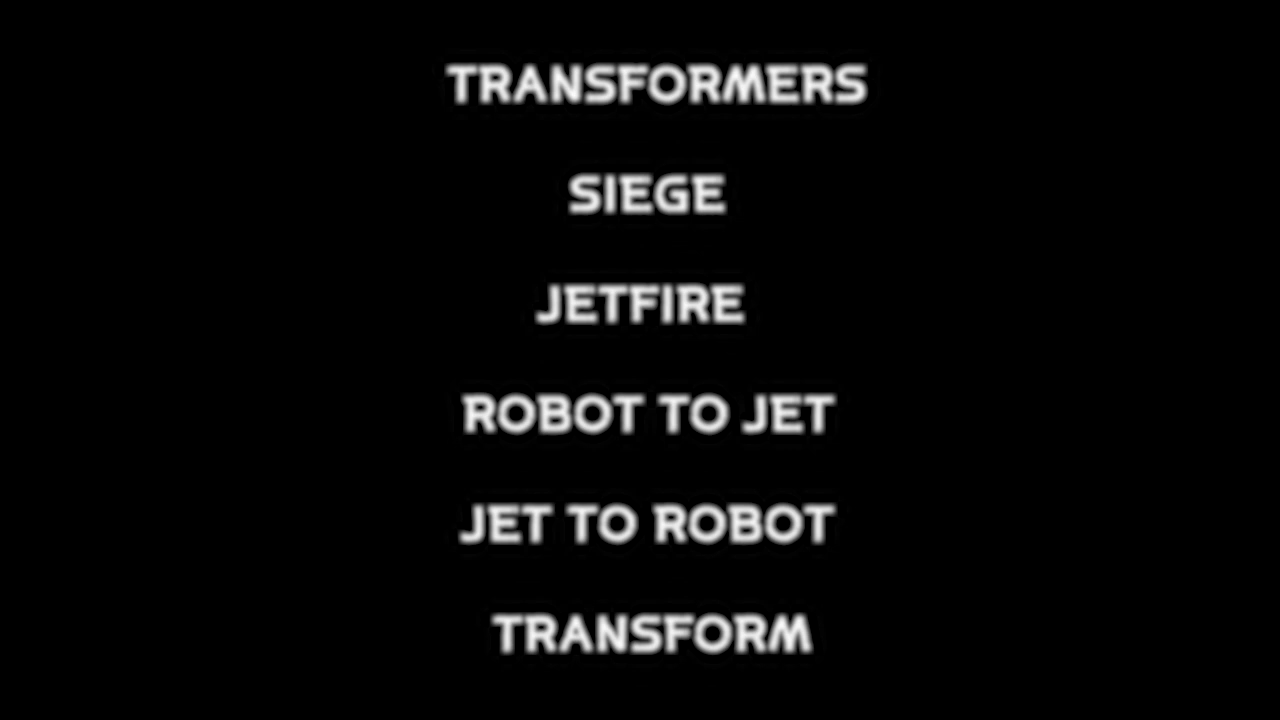 TRANSFORMERS
SIEGE
JETFIRE
ROBOT TO JET
JET TO ROBOT
TRANSFORM